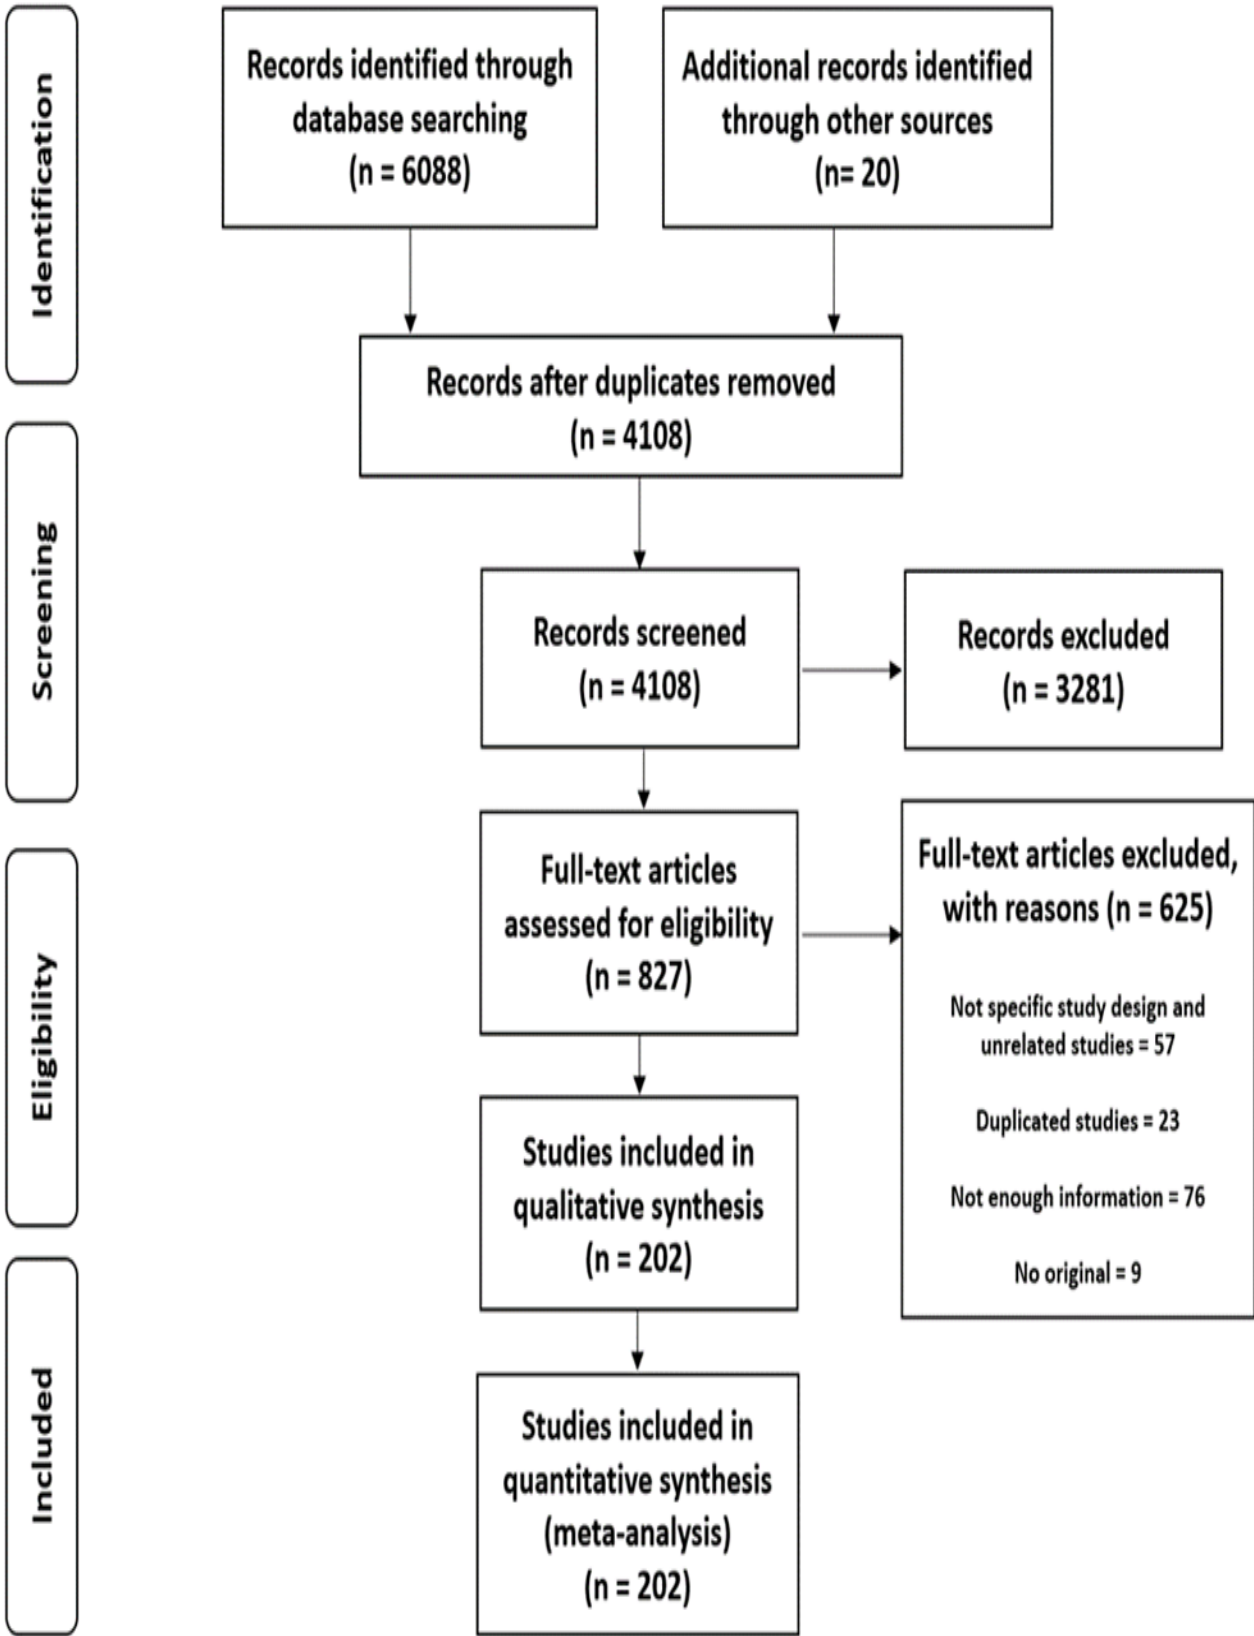 Identification
Records identified through
database searching
(n = 6088)
Additional records identified
through other sources
(n= 20)
Records after duplicates removed
(n = 4108)
Screening
Records screened
(n = 4108)
Records excluded
(n = 3281)
Eligibility
Full-text articles
assessed for eligibility
(n = 827)
Full-text articles excluded,
with reasons (n = 625)
Not specific study design and
unrelated studies = 57
Duplicated studies = 23
Not enough information = 76
No original = 9
Studies included in
qualitative synthesis
(n = 202)
Included
Studies included in
quantitative synthesis
(meta-analysis)
(n = 202)